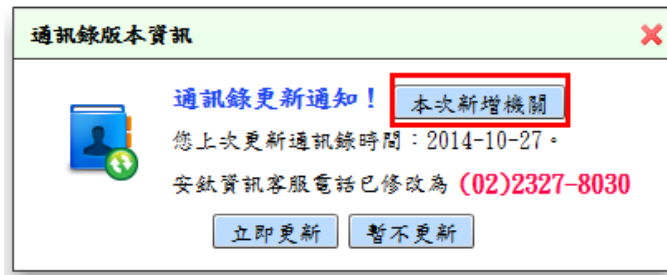 通訊錄版本資訊
通訊錄更新通知！ 本次新增機關
您上次更新通訊錄時間：2014-10-27。
安鈦資訊客服電話已修改為 (02)2327-8030
立即更新 暫不更新